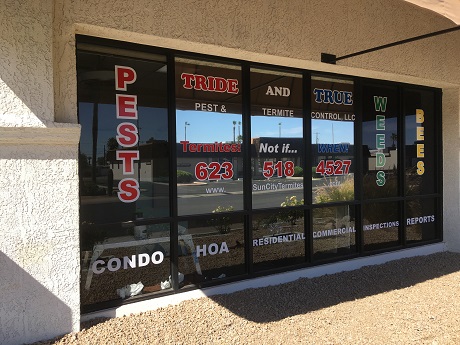 PESTS
TRIDE AND TRUE
PEST & TERMITE CONTROL, LLC
Termites: Not if... WHEN
623 518 4527
www. SunCityTermites
WEEDS
BEES
CONDO HOA RESIDENTIAL COMMERCIAL INSPECTIONS REPORTS